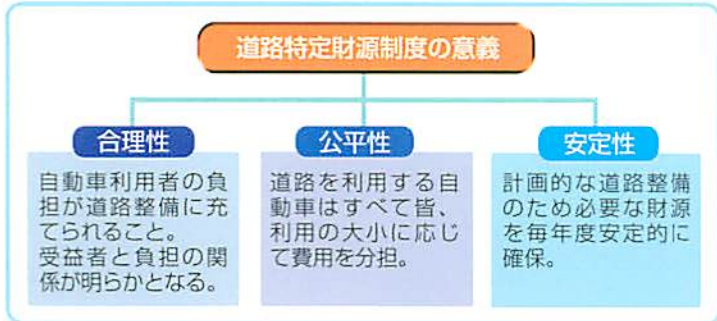 道路特定財源制度の意義
合理性
自動車利用者の負
担が道路整備に充
てられること。
受益者と負担の関
係が明らかとなる。
公平性
道路を利用する自
動車はすべて皆、
利用の大小に応じ
て費用を分担。
安定性
計画的な道路整備
のため必要な財源
を毎年度安定的に
確保。